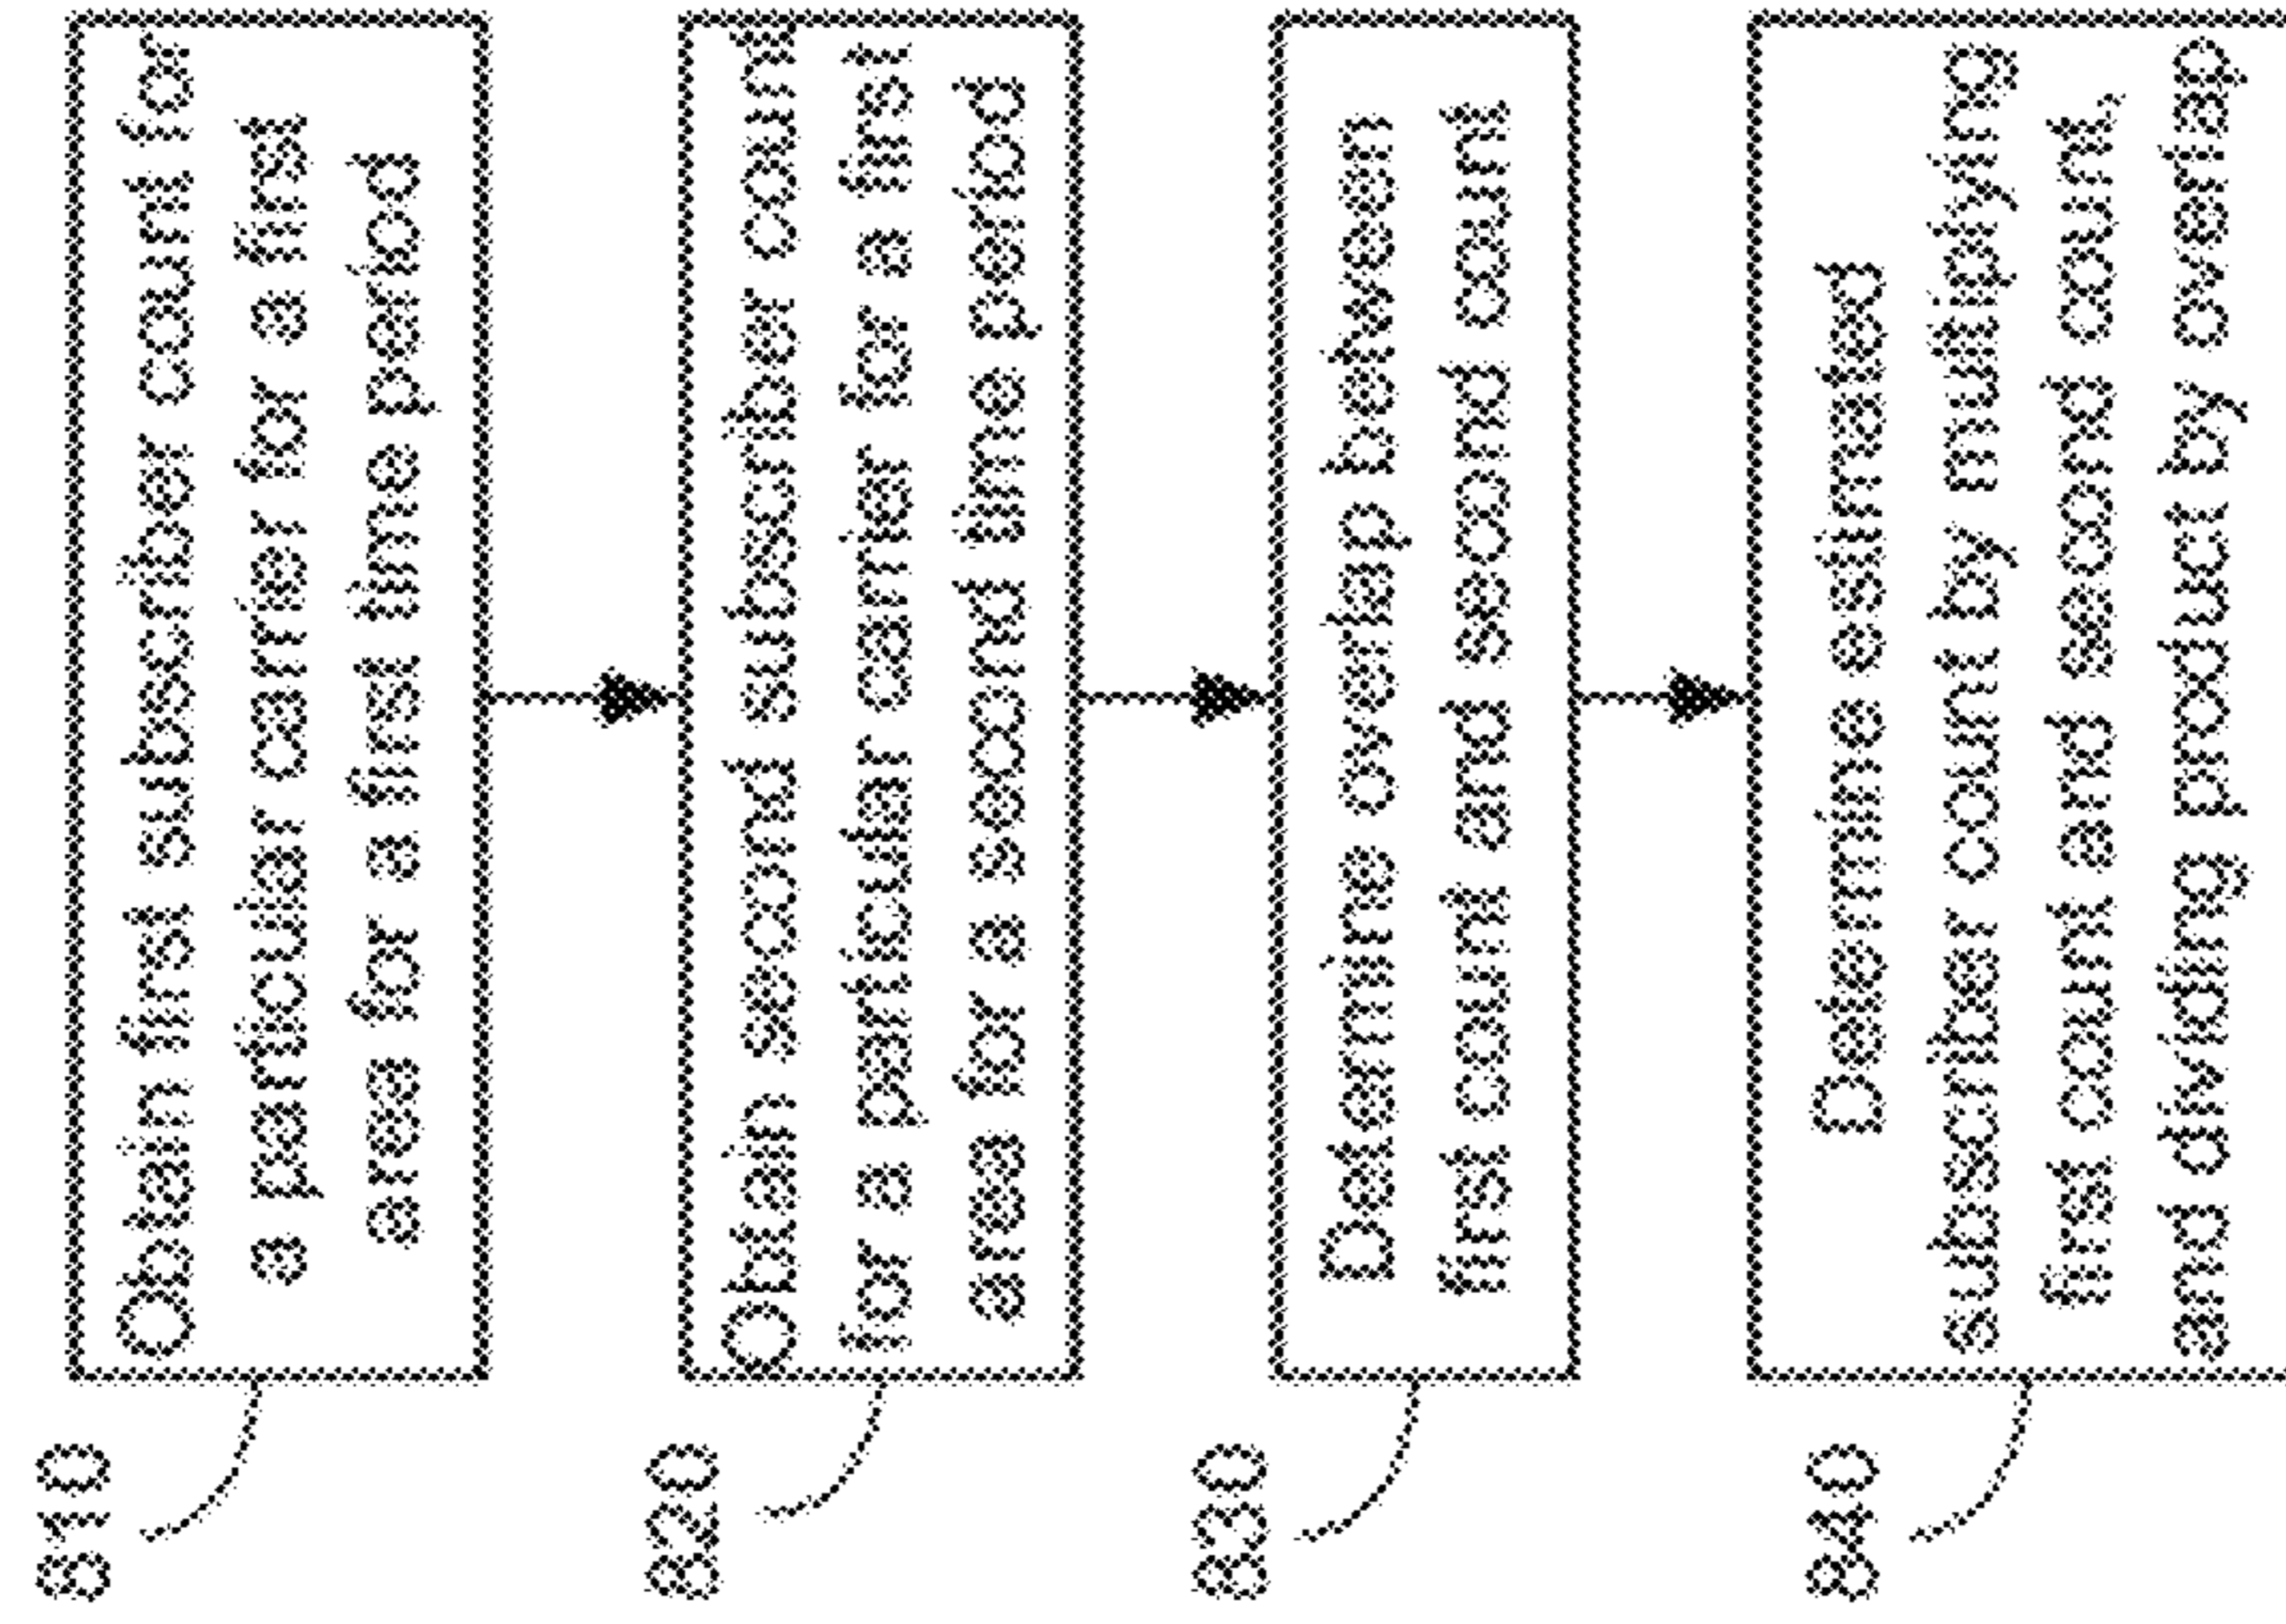 810
Obtain first subscriber count for
a particular carrier for a first
area for a first time period
820
Obtain second subscriber count
for a particular carrier for a first
area for a second time period
830
Determine overlap between
first count and second count
840
Determine estimated
subscriber count by multiplying
first count and second count,
and dividing product by overlap